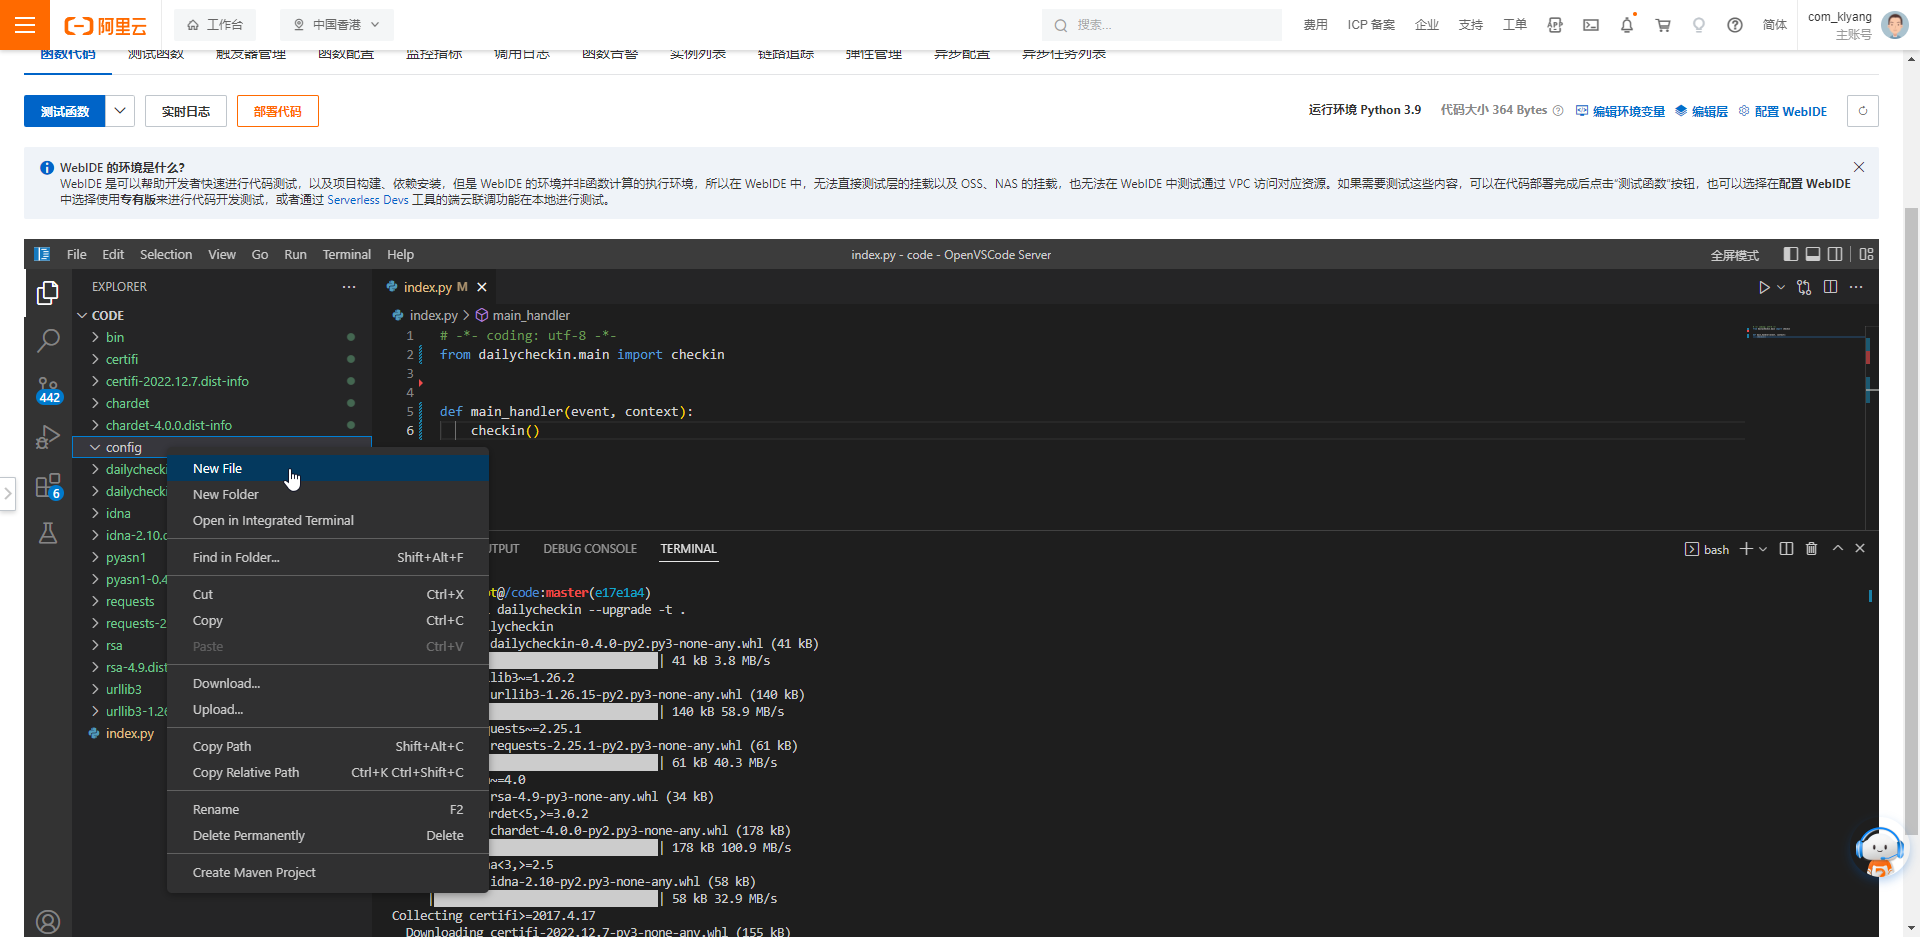 阿里云
工作台
中国香港
搜索...
费用
ICP 备案
企业
支持
工单
简体
com_klyang
主账号
函数代码
测试函数
触发器管理
函数配置
监控指标
调用日志
函数告警
实例列表
链路追踪
弹性管理
异步配置
异步任务列表
测试函数
实时日志
部署代码
运行环境 Python 3.9
代码大小 364 Bytes
编辑环境变量
编辑层
配置 WebIDE
WebIDE 的环境是什么?
WebIDE 是可以帮助开发者快速进行代码测试，以及项目构建、依赖安装，但是 WebIDE 的环境并非函数计算的执行环境，所以在 WebIDE 中，无法直接测试层的挂载以及 OSS、NAS 的挂载，也无法在 WebIDE 中测试通过 VPC 访问对应资源。如果需要测试这些内容，可以在代码部署完成后点击“测试函数”按钮，也可以选择在配置 WebIDE
中选择使用专有版来进行代码开发测试，或者通过 Serverless Devs 工具的端云联调功能在本地进行测试。
File Edit Selection View Go Run Terminal Help
index.py - code - OpenVSCode Server
全屏模式
EXPLORER
CODE
bin
certifi
certifi-2022.12.7.dist-info
chardet
chardet-4.0.0.dist-info
config
dailychecki
dailychecki
idna
idna-2.10.d
pyasn1
pyasn1-0.4
requests
requests-2
rsa
rsa-4.9.dist
urllib3
urllib3-1.26
index.py
442
6
New File
New Folder
Open in Integrated Terminal
Find in Folder... Shift+Alt+F
Cut Ctrl+X
Copy Ctrl+C
Paste Ctrl+V
Download...
Upload...
Copy Path Shift+Alt+C
Copy Relative Path Ctrl+K Ctrl+Shift+C
Rename F2
Delete Permanently Delete
Create Maven Project
index.py M
index.py > main_handler
1 # -*- coding: utf-8 -*-
2 from dailycheckin.main import checkin
3
4
5 def main_handler(event, context):
6 checkin()
UTPUT DEBUG CONSOLE TERMINAL
bash
t@/code:master(e17e1a4)
dailycheckin --upgrade -t .
lycheckin
dailycheckin-0.4.0-py2.py3-none-any.whl (41 kB)
| 41 kB 3.8 MB/s
lib3~=1.26.2
urllib3-1.26.15-py2.py3-none-any.whl (140 kB)
| 140 kB 58.9 MB/s
uests~=2.25.1
requests-2.25.1-py2.py3-none-any.whl (61 kB)
| 61 kB 40.3 MB/s
~=4.0
rsa-4.9-py3-none-any.whl (34 kB)
rdet<5,>=3.0.2
chardet-4.0.0-py2.py3-none-any.whl (178 kB)
| 178 kB 100.9 MB/s
na<3,>=2.5
idna-2.10-py2.py3-none-any.whl (58 kB)
| 58 kB 32.9 MB/s
Collecting certifi>=2017.4.17
Downloading certifi-2022.12.7-py3-none-any.whl (155 kB)